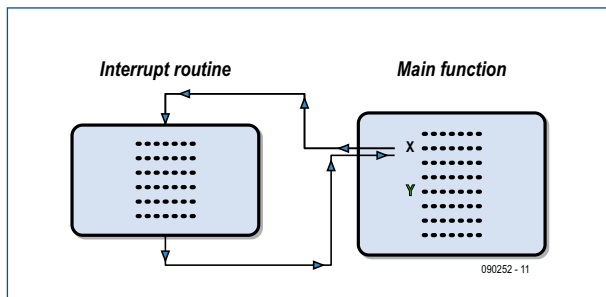 Interrupt routine
Main function
X
Y
090252 - 11